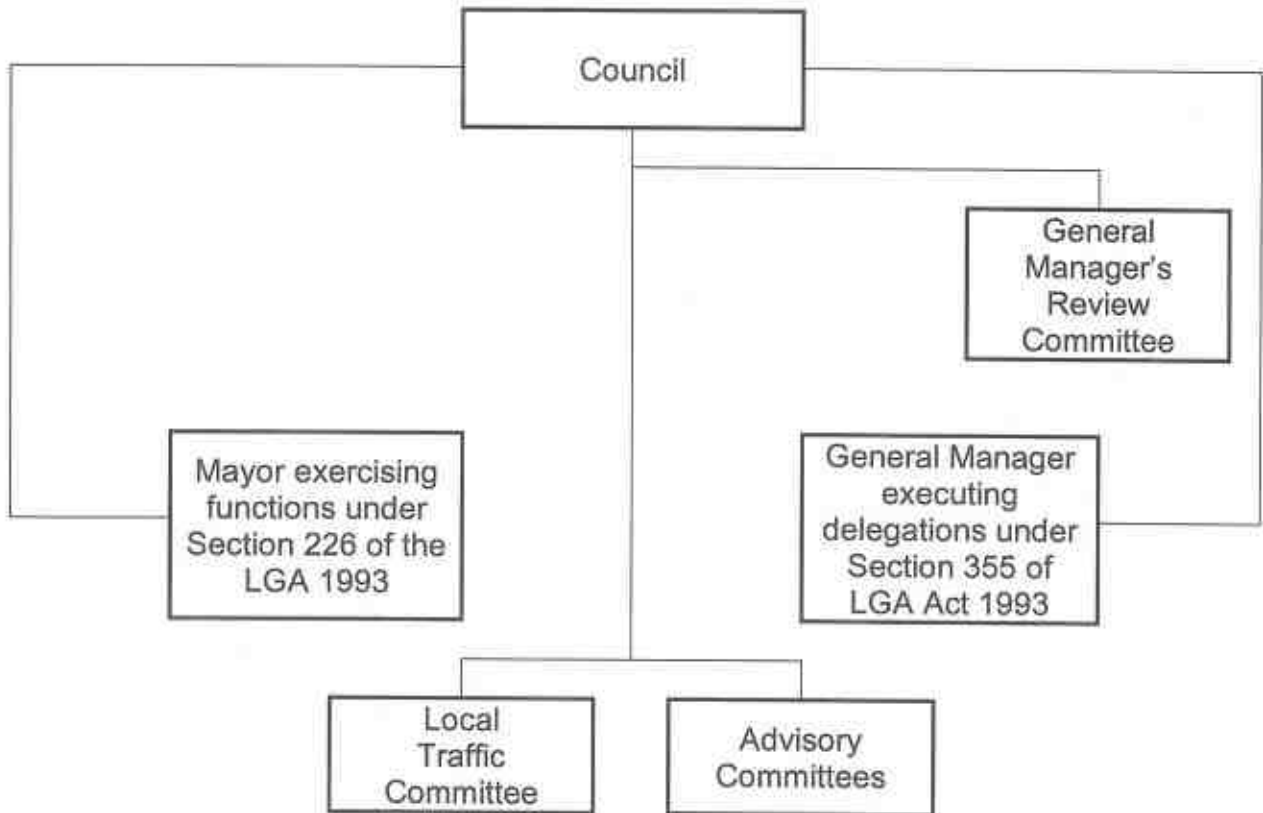 Council
General
Manager's
Review
Committee
Mayor exercising
functions under
Section 226 of the
LGA 1993
General Manager
executing
delegations under
Section 355 of
LGA Act 1993
Local
Traffic
Committee
Advisory
Committees